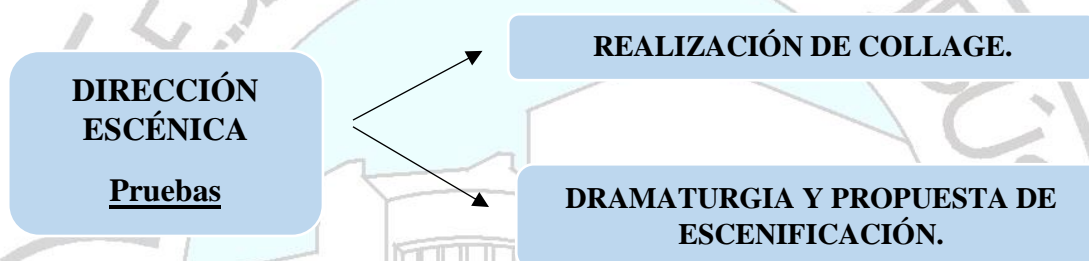 DIRECCIÓN
ESCÉNICA
Pruebas
REALIZACIÓN DE COLLAGE.
DRAMATURGIA Y PROPUESTA DE
ESCENIFICACIÓN.